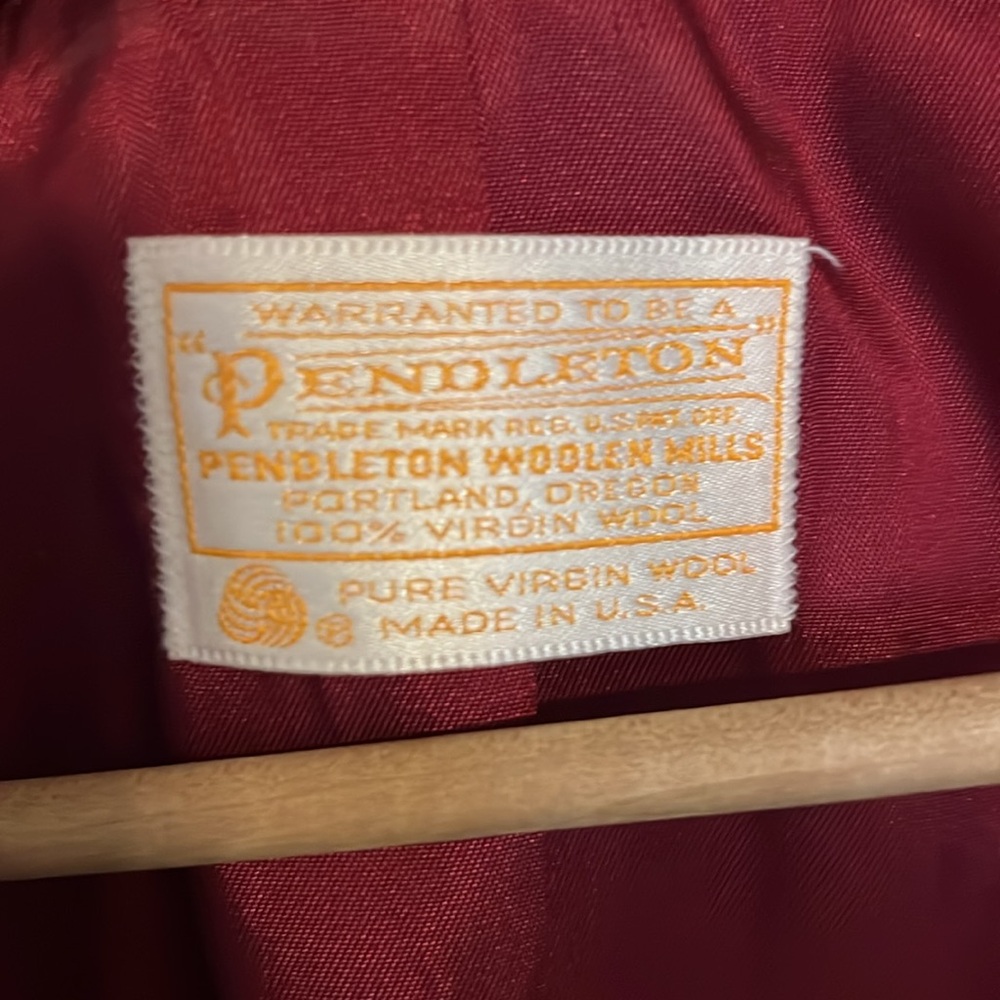 WARRANTED TO BE A
"PENDLETON"
TRADE MARK REG. U.S. PAT. OFF.
PENDLETON WOOLEN MILLS
PORTLAND, OREGON
100% VIRGIN WOOL
PURE VIRGIN WOOL
® MADE IN U.S.A.